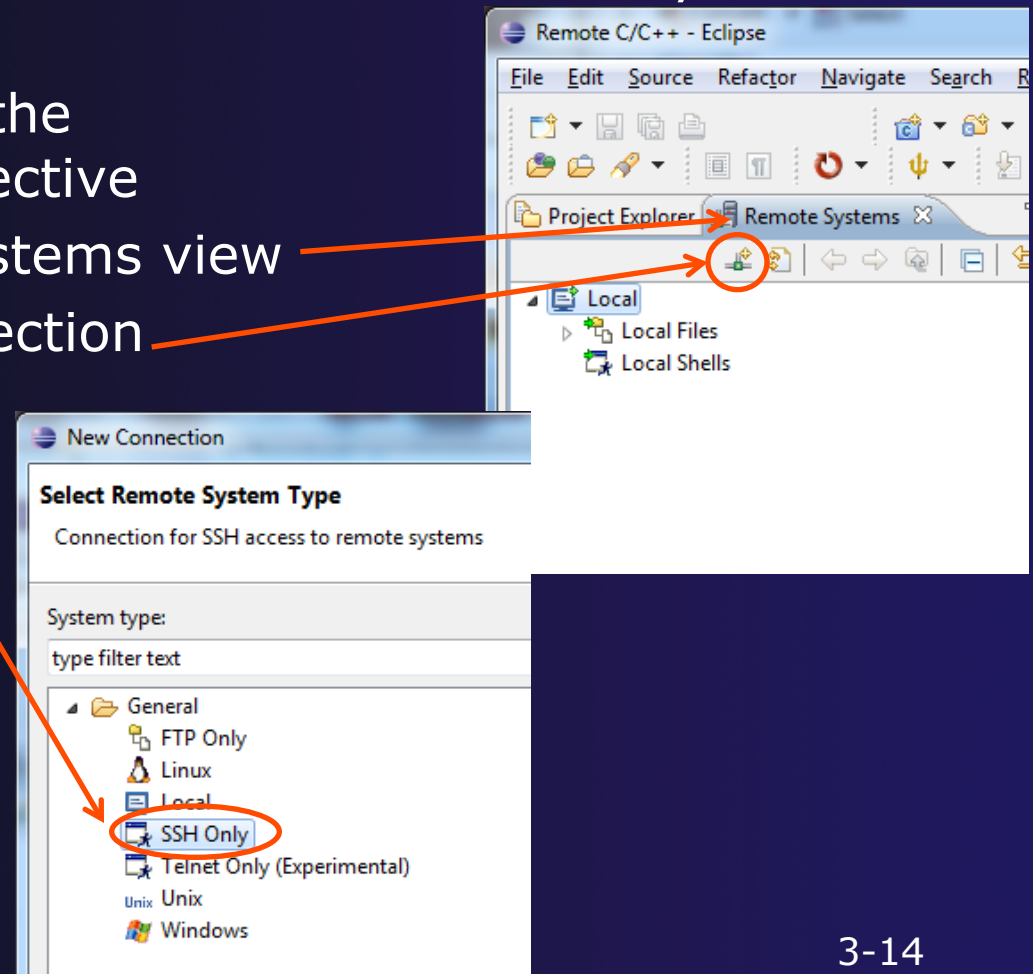 Remote C/C++ - Eclipse
File Edit Source Refactor Navigate Search R
the
ective
Project Explorer Remote Systems
stems view
ection
Local
Local Files
Local Shells
New Connection
Select Remote System Type
Connection for SSH access to remote systems
System type:
type filter text
General
FTP Only
Linux
Local
SSH Only
Telnet Only (Experimental)
Unix Unix
Windows
3-14